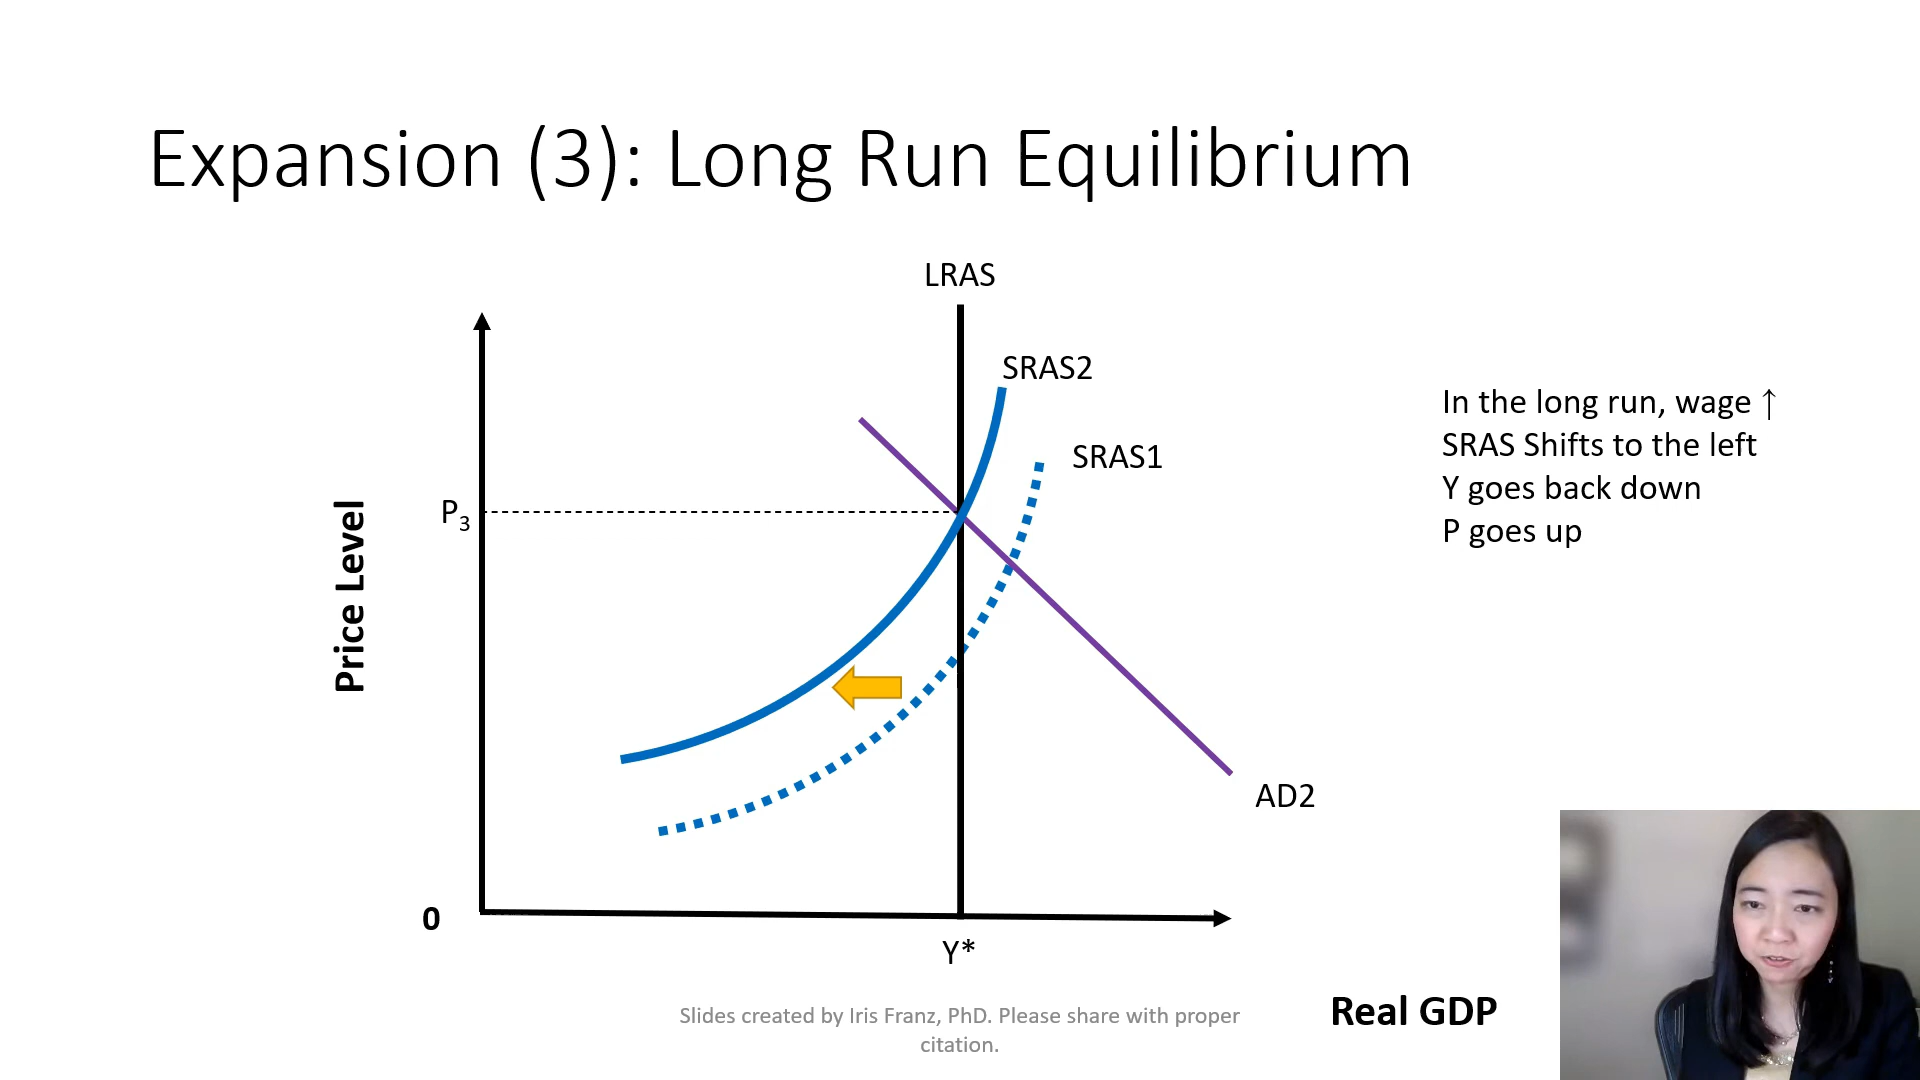 Expansion (3): Long Run Equilibrium
LRAS
SRAS2
SRAS1
In the long run, wage ↑
SRAS Shifts to the left
Y goes back down
P goes up
P3
Price Level
AD2
0
Y*
Real GDP
Slides created by Iris Franz, PhD. Please share with proper
citation.